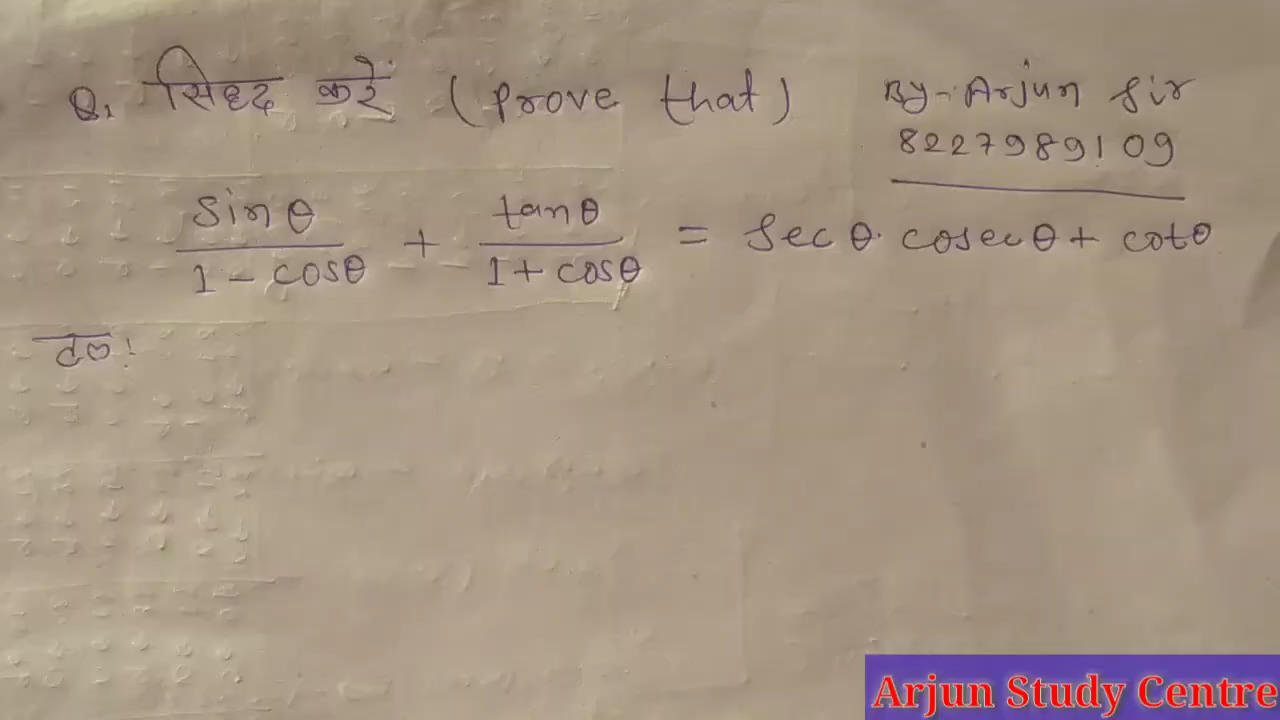 Q. सिद्ध करें (Prove that)
By-Arjun Sir
8227989109
sinθ/1-cosθ + tanθ/1+cosθ = Secθ. cosecθ + cotθ
हल:
Arjun Study Centre